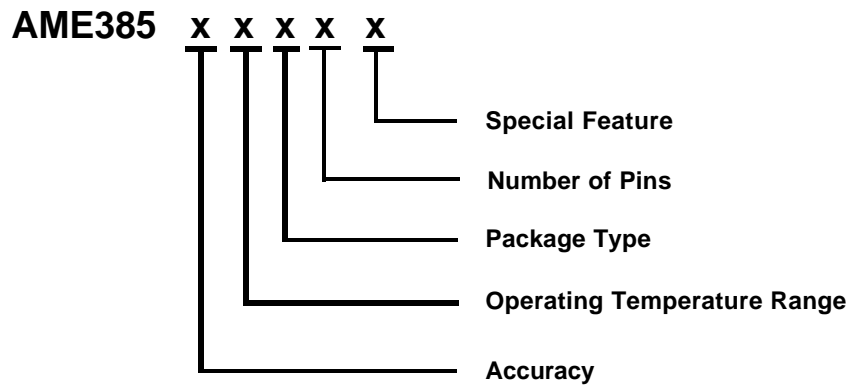 AME385 x x x x x
Special Feature
Number of Pins
Package Type
Operating Temperature Range
Accuracy